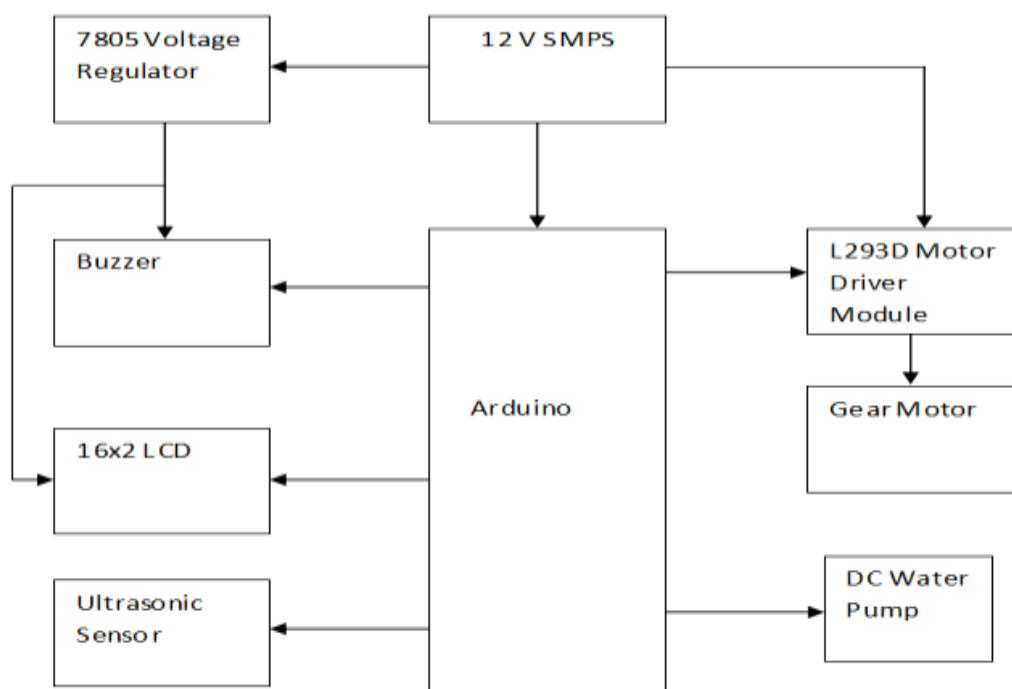 7805 Voltage
Regulator
12 V SMPS
Buzzer
L293D Motor
Driver
Module
Arduino
Gear Motor
16x2 LCD
Ultrasonic
Sensor
DC Water
Pump